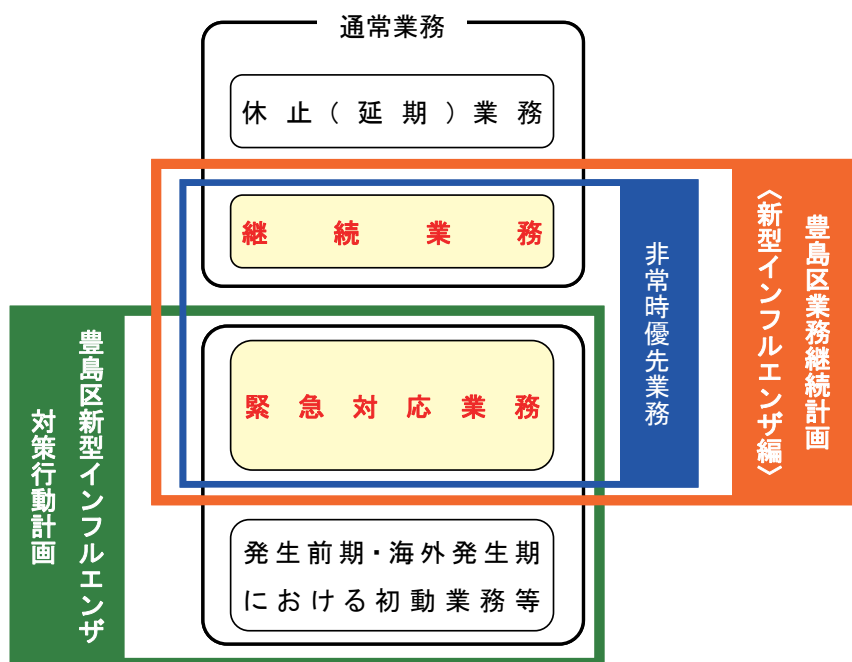 通常業務
休止(延期)業務
継続業務
緊急対応業務
発生前期・海外発生期
における初動業務等
非常時優先業務
豊島区業務継続計画
〈新型インフルエンザ編〉
豊島区新型インフルエンザ
対策行動計画